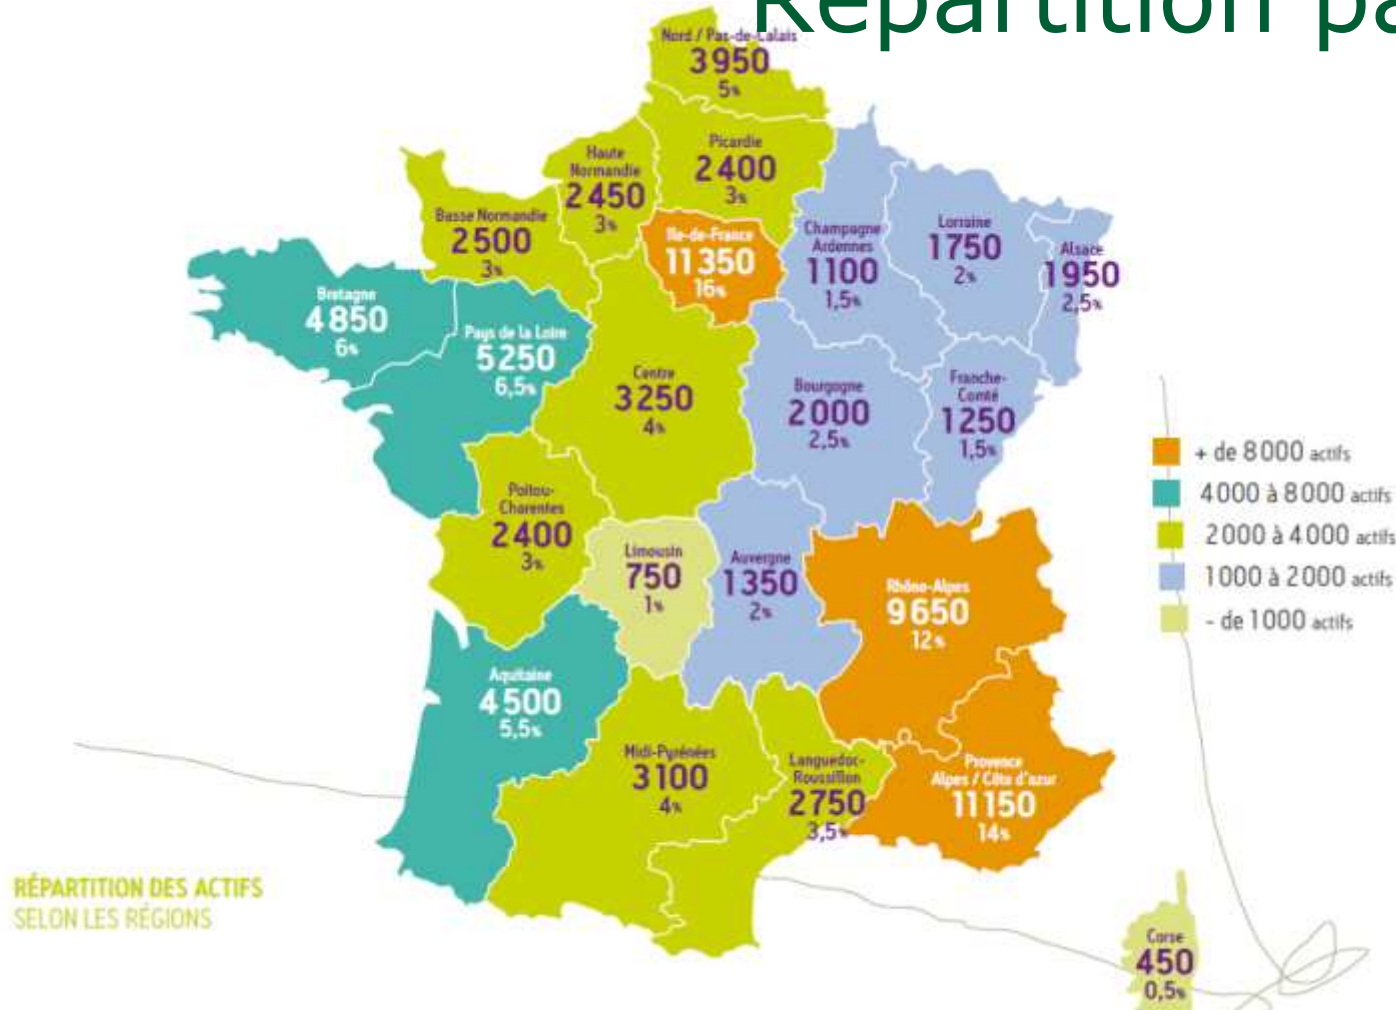 Répartition pa
Nord / Pas-de-Calais
3950
5%
Picardie
2400
3%
Haute
Normandie
2450
3%
Basse Normandie
2500
3%
Ile-de-France
11350
16%
Champagne
Ardennes
1100
1,5%
Lorraine
1750
2%
Alsace
1950
2,5%
Bretagne
4850
6%
Pays de la Loire
5250
6,5%
Centre
3250
4%
Bourgogne
2000
2,5%
Franche-
Comté
1250
1,5%
Poitou-
Charentes
2400
3%
Limousin
750
1%
Auvergne
1350
2%
Rhône-Alpes
9650
12%
Aquitaine
4500
5,5%
Midi-Pyrénées
3100
4%
Languedoc-
Roussillon
2750
3,5%
Provence
Alpes / Côte d'azur
11150
14%
Corse
450
0,5%
+ de 8000 actifs
4000 à 8000 actifs
2000 à 4000 actifs
1000 à 2000 actifs
- de 1000 actifs
RÉPARTITION DES ACTIFS
SELON LES RÉGIONS